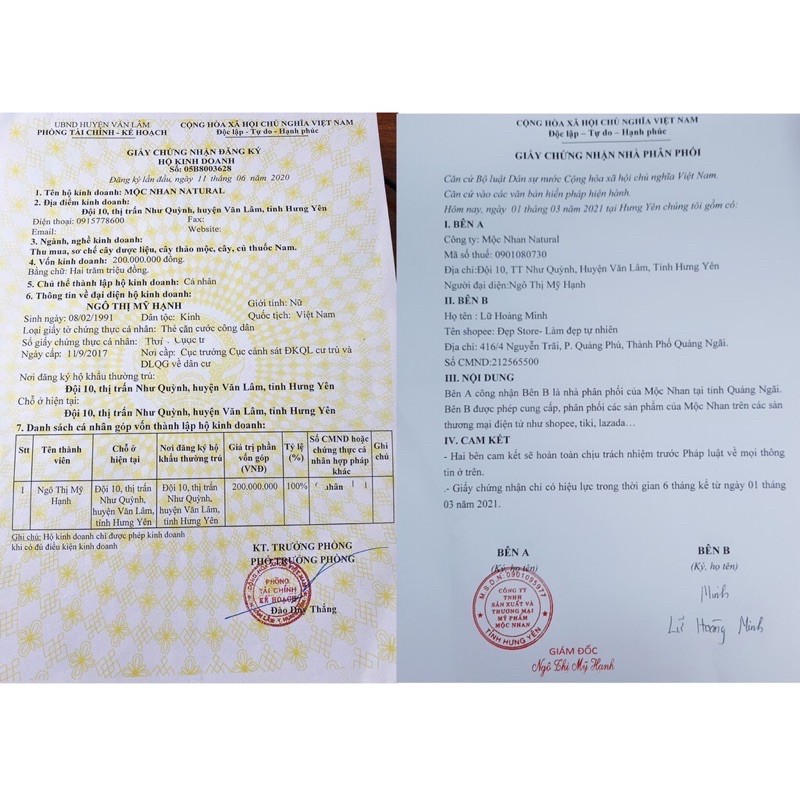 UBND HUYỆN VĂN LÂM
PHÒNG TÀI CHÍNH - KẾ HOẠCH
CỘNG HÒA XÃ HỘI CHỦ NGHĨA VIỆT NAM
Độc lập - Tự do - Hạnh phúc
GIẤY CHỨNG NHẬN ĐĂNG KÝ
HỘ KINH DOANH
Số: 05B8003628
Đăng ký lần đầu, ngày 11 tháng 06 năm 2020
1. Tên hộ kinh doanh: MỘC NHAN NATURAL
2. Địa điểm kinh doanh:
Đội 10, thị trấn Như Quỳnh, huyện Văn Lâm, tỉnh Hưng Yên
Điện thoại: 0915778600 Fax:
Email: Website:
3. Ngành, nghề kinh doanh:
Thu mua, sơ chế cây dược liệu, cây thảo mộc, cây, củ thuốc Nam.
4. Vốn kinh doanh: 200.000.000 đồng.
Bằng chữ: Hai trăm triệu đồng.
5. Chủ thể thành lập hộ kinh doanh: Cá nhân
6. Thông tin về đại diện hộ kinh doanh:
NGÔ THỊ MỸ HẠNH Giới tính: Nữ
Sinh ngày: 08/02/1991 Dân tộc: Kinh Quốc tịch: Việt Nam
Loại giấy tờ chứng thực cá nhân: Thẻ căn cước công dân
Số giấy chứng thực cá nhân:
Ngày cấp: 11/9/2017 Nơi cấp: Cục trưởng Cục cảnh sát ĐKQL cư trú và
DLQG về dân cư
Nơi đăng ký hộ khẩu thường trú:
Đội 10, thị trấn Như Quỳnh, huyện Văn Lâm, tỉnh Hưng Yên
Chỗ ở hiện tại:
Đội 10, thị trấn Như Quỳnh, huyện Văn Lâm, tỉnh Hưng Yên
7. Danh sách cá nhân góp vốn thành lập hộ kinh doanh:
Stt Tên thành viên Chỗ ở hiện tại Nơi đăng ký hộ khẩu thường trú Giá trị phần vốn góp (VNĐ) Tỷ lệ (%) Số CMND hoặc chứng thực cá nhân hợp pháp khác Ghi chú
1 Ngô Thị Mỹ Hạnh Đội 10, thị trấn Như Quỳnh, huyện Văn Lâm, tỉnh Hưng Yên Đội 10, thị trấn Như Quỳnh, huyện Văn Lâm, tỉnh Hưng Yên 200.000.000 100%
Ghi chú: Hộ kinh doanh chỉ được phép kinh doanh
khi có đủ điều kiện kinh doanh
KT. TRƯỞNG PHÒNG
PHÓ TRƯỞNG PHÒNG
PHÒNG
TÀI CHÍNH
KẾ HOẠCH
Đào Duy Thắng
CỘNG HÒA XÃ HỘI CHỦ NGHĨA VIỆT NAM
Độc lập – Tự do – Hạnh phúc
GIẤY CHỨNG NHẬN NHÀ PHÂN PHỐI
Căn cứ Bộ luật Dân sự nước Cộng hòa xã hội chủ nghĩa Việt Nam.
Căn cứ vào các văn bản hiến pháp hiện hành.
Hôm nay, ngày 01 tháng 03 năm 2021 tại Hưng Yên chúng tôi gồm có:
I. BÊN A
Công ty: Mộc Nhan Natural
Mã số thuế: 0901080730
Địa chỉ:Đội 10, TT Như Quỳnh, Huyện Văn Lâm, Tỉnh Hưng Yên
Người đại diện:Ngô Thị Mỹ Hạnh
II. BÊN B
Họ tên : Lữ Hoàng Minh
Tên shopee: Đẹp Store- Làm đẹp tự nhiên
Địa chỉ: 416/4 Nguyễn Trãi, P. Quảng Phú, Thành Phố Quảng Ngãi.
Số CMND:212565500
III. NỘI DUNG
Bên A công nhận Bên B là nhà phân phối của Mộc Nhan tại tỉnh Quảng Ngãi.
Bên B được phép cung cấp, phân phối các sản phẩm của Mộc Nhan trên các sàn
thương mại điện tử như shopee, tiki, lazada…
IV. CAM KẾT
- Hai bên cam kết sẽ hoàn toàn chịu trách nhiệm trước Pháp luật về mọi thông
tin ở trên.
.- Giấy chứng nhận chỉ có hiệu lực trong thời gian 6 tháng kể từ ngày 01 tháng
03 năm 2021.
BÊN A BÊN B
(Ký, họ tên) (Ký, họ tên)
M.S.D.N:0901095977
CÔNG TY
TNHH
SẢN XUẤT VÀ
THƯƠNG MẠI
MỸ PHẨM
MỘC NHAN
TỈNH HƯNG YÊN
Minh
Lữ Hoàng Minh
GIÁM ĐỐC
Ngô Thị Mỹ Hạnh